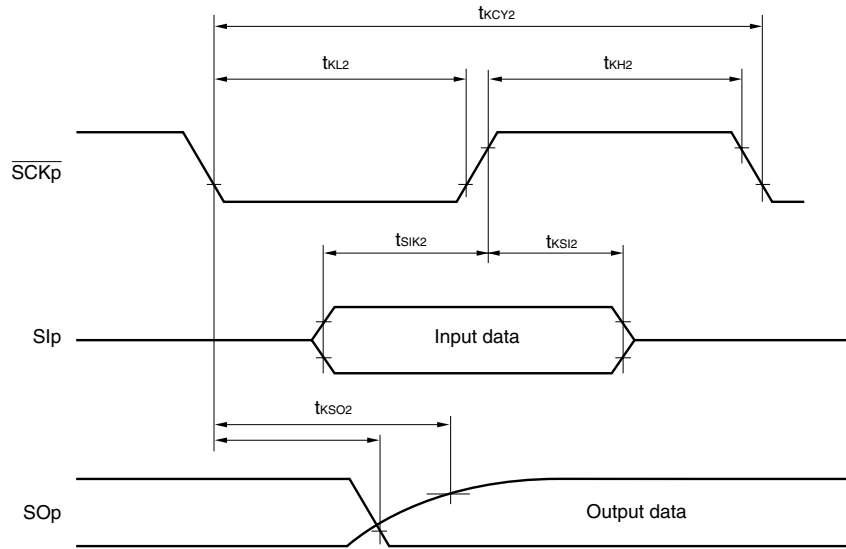 tKCY2
tKL2
tKH2
SCKp
tSIK2
tKSI2
SIp
Input data
tKSO2
SOp
Output data